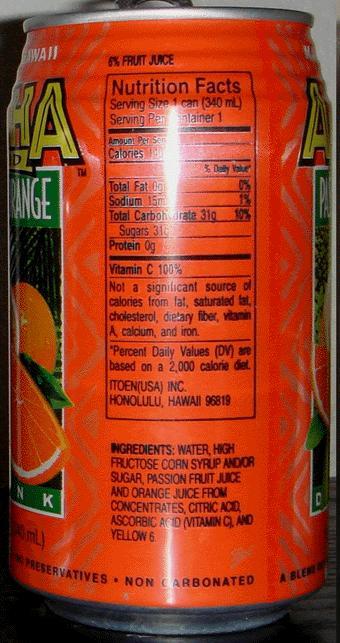 HAWAII
HA
™
ANGE
N K
mL)
PRESERVATIVES • NON CARBONATED
A BLEND
6% FRUIT JUICE
Nutrition Facts
Serving Size 1 can (340 mL)
Serving Per Container 1
Amount Per
Calories
% Daily Value*
Total Fat 0g 0%
Sodium 15m 1%
Total Carbohydrate 31g 10%
Sugars 31g
Protein 0g
Vitamin C 100%
Not a significant source of
calories from fat, saturated fat,
cholesterol, dietary fiber, vitamin
A, calcium, and iron.
*Percent Daily Values (DV) are
based on a 2,000 calorie diet.
ITOEN(USA) INC.
HONOLULU, HAWAII 96819
INGREDIENTS: WATER, HIGH
FRUCTOSE CORN SYRUP AND/OR
SUGAR, PASSION FRUIT JUICE
AND ORANGE JUICE FROM
CONCENTRATES, CITRIC ACID,
ASCORBIC ACID (VITAMIN C), AND
YELLOW 6.
D